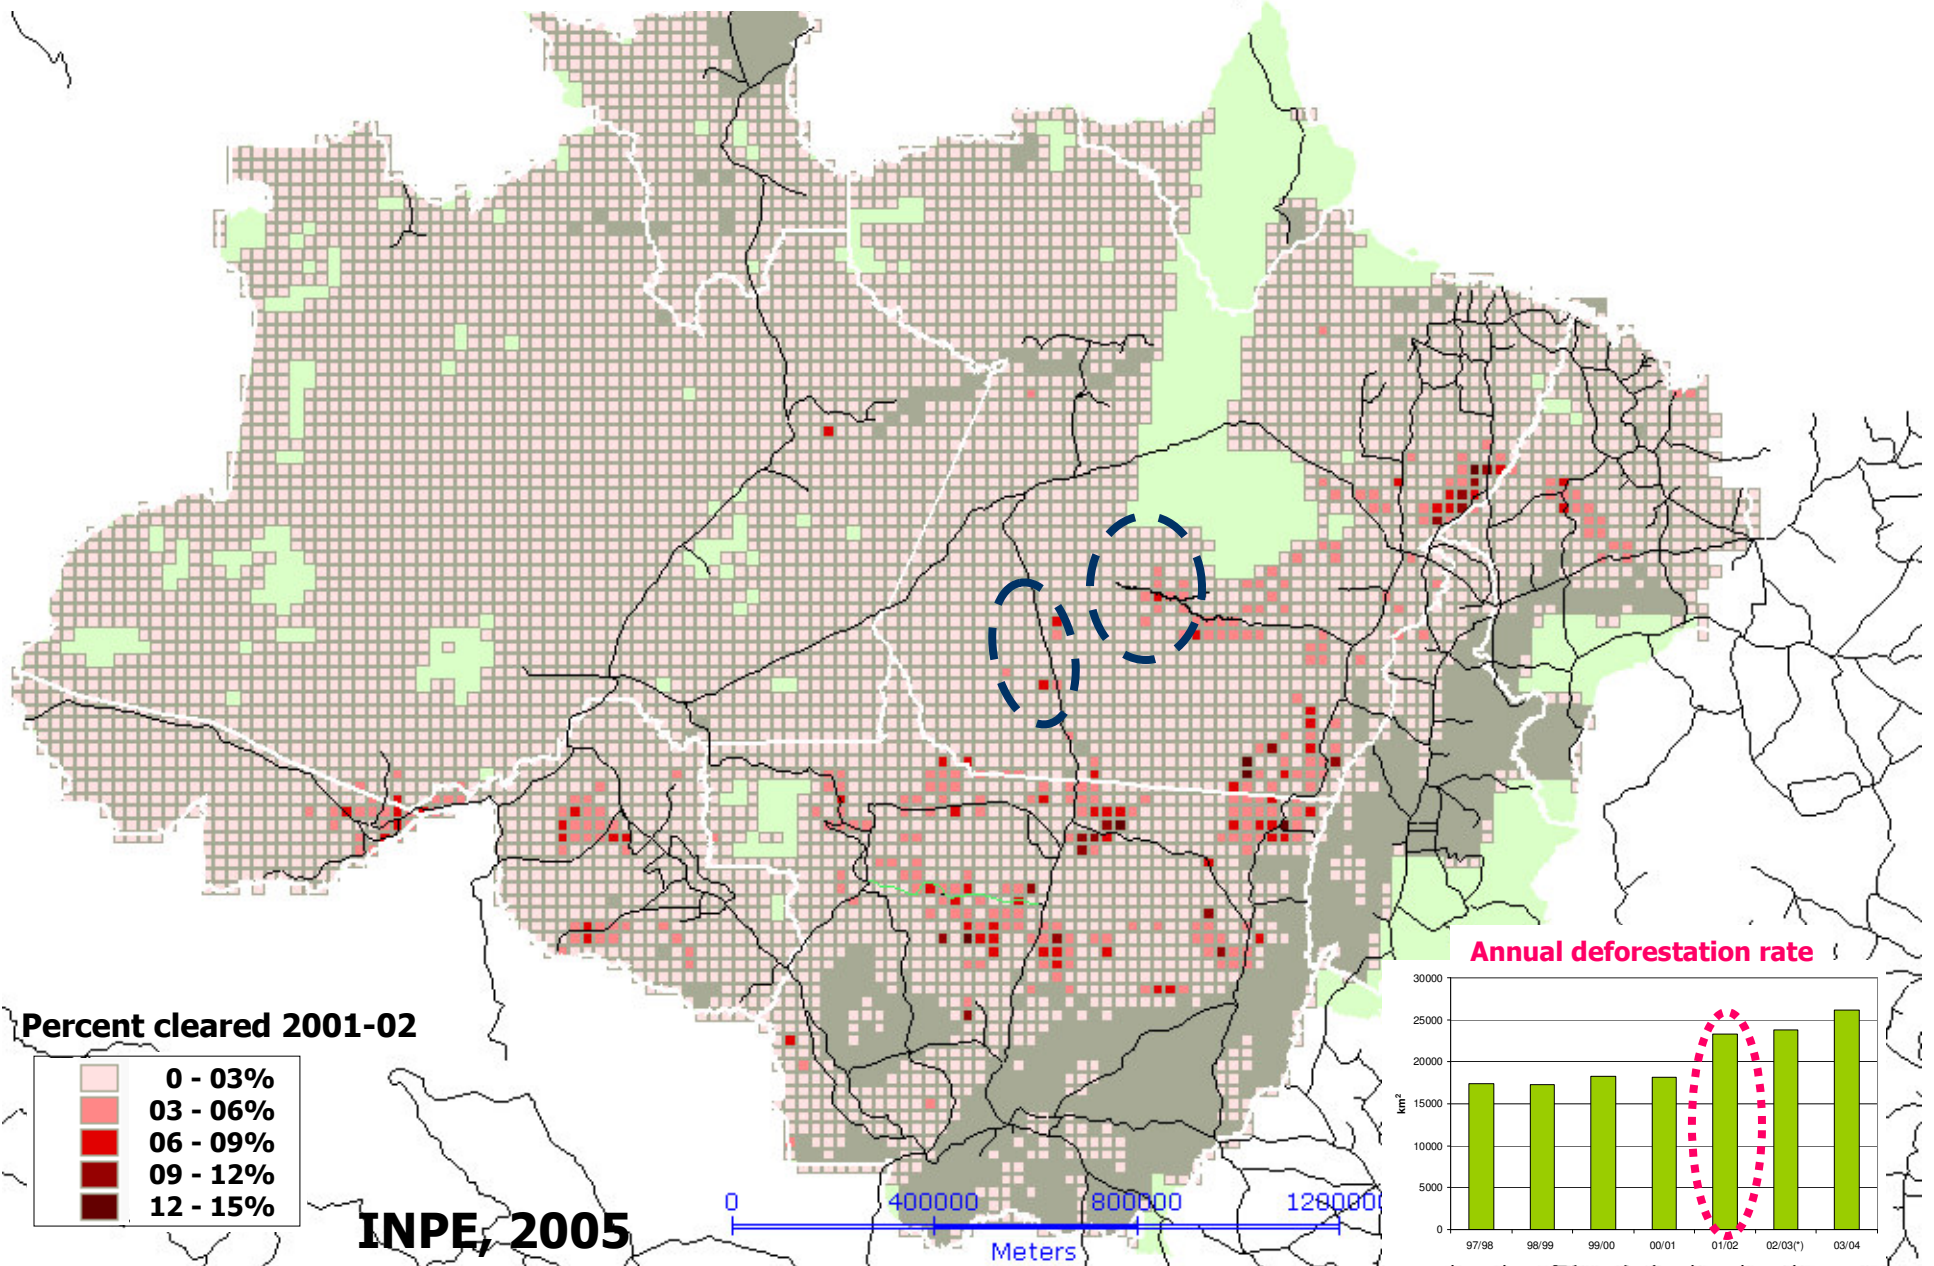 Annual deforestation rate
30000
25000
20000
15000
10000
5000
0
km²
97/98 98/99 99/00 00/01 01/02 02/03(*) 03/04
Percent cleared 2001-02
0 - 03%
03 - 06%
06 - 09%
09 - 12%
12 - 15%
INPE, 2005
0 400000 800000 1200000
Meters